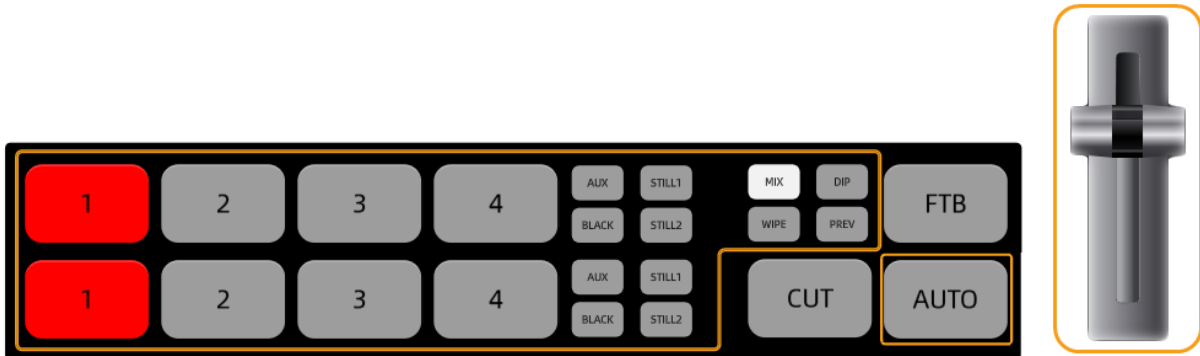 1 2 3 4 AUX STILL1 MIX DIP FTB
BLACK STILL2 WIPE PREV
1 2 3 4 AUX STILL1 CUT AUTO
BLACK STILL2